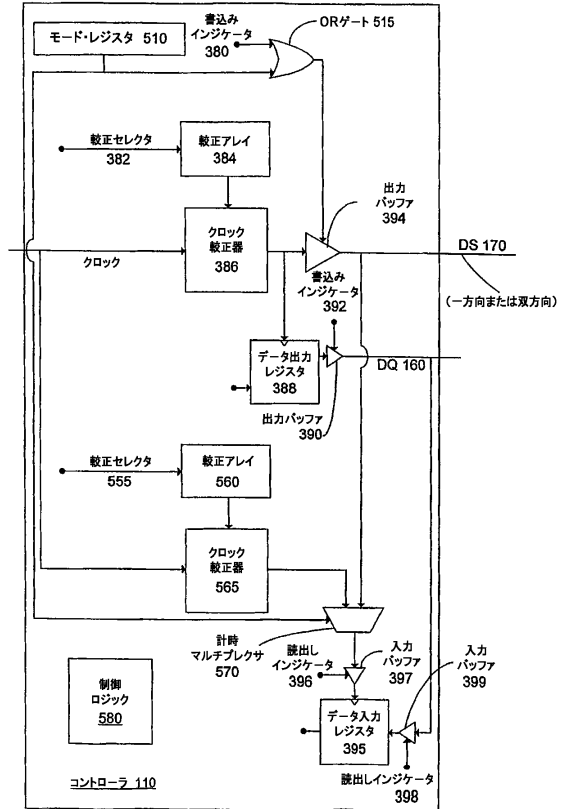 モード・レジスタ 510
書込み
インジケータ
380
ORゲート 515
較正セレクタ
382
較正アレイ
384
クロック
較正器
386
クロック
出力
バッファ
394
DS 170
(一方向または双方向)
書込み
インジケータ
392
データ出力
レジスタ
388
DQ 160
出力バッファ
390
較正セレクタ
555
較正アレイ
560
クロック
較正器
565
計時
マルチプレクサ
570
読出し
インジケータ
396
入力
バッファ
397
入力
バッファ
399
制御
ロジック
580
データ入力
レジスタ
395
読出しインジケータ
398
コントローラ 110